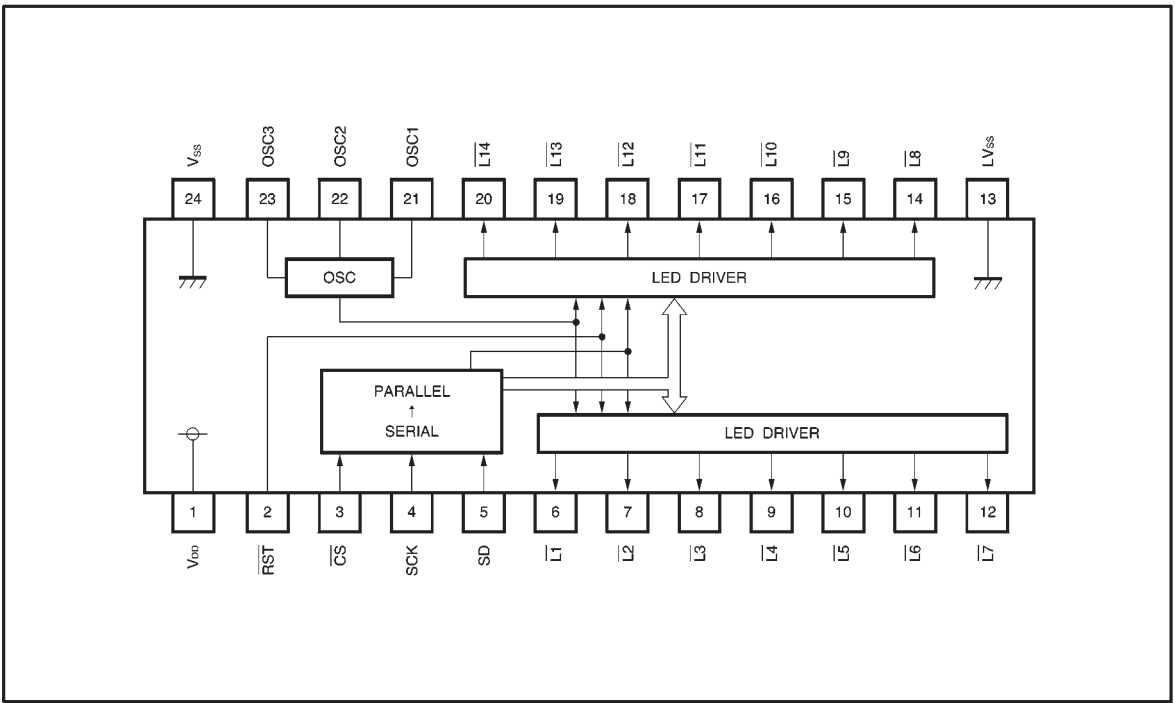 VSS OSC3 OSC2 OSC1 L14 L13 L12 L11 L10 L9 L8 LVSS
24 23 22 21 20 19 18 17 16 15 14 13
OSC LED DRIVER
PARALLEL
↑
SERIAL
LED DRIVER
1 2 3 4 5 6 7 8 9 10 11 12
VDD RST CS SCK SD L1 L2 L3 L4 L5 L6 L7